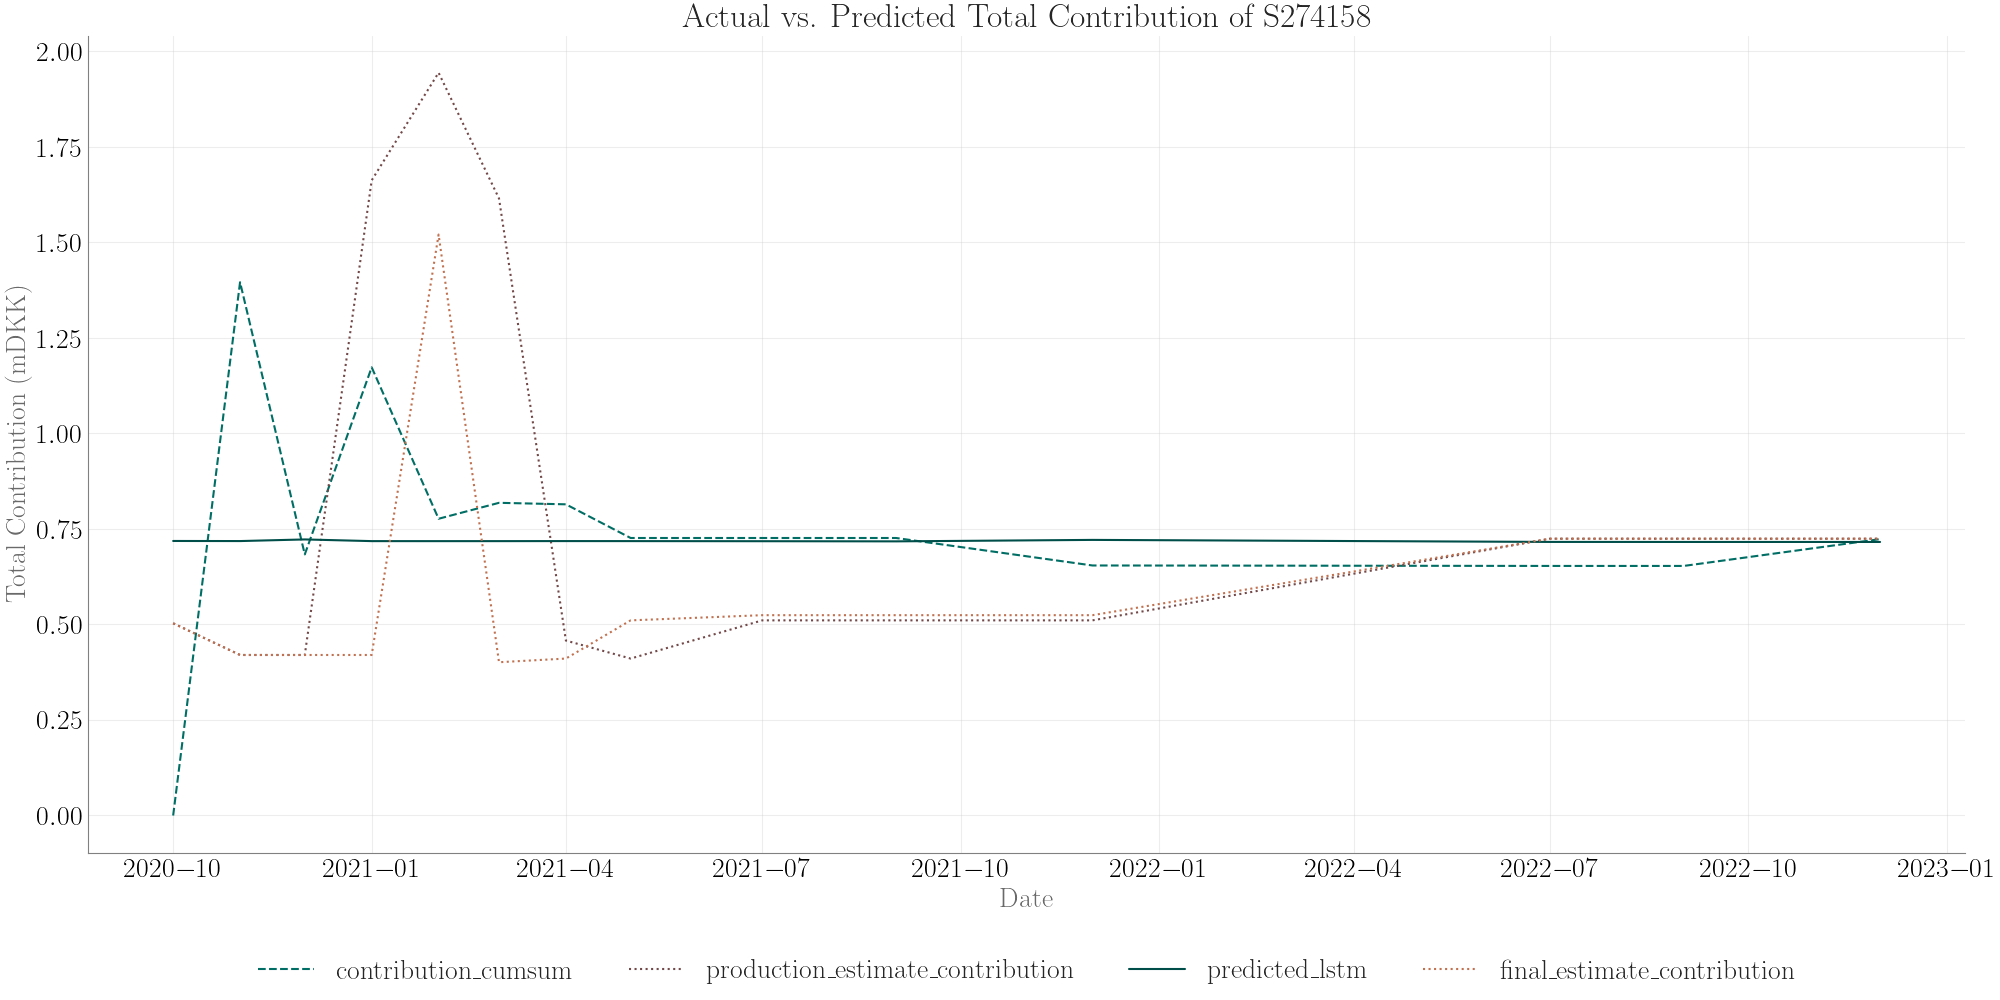 Actual vs. Predicted Total Contribution of S274158
Total Contribution (mDKK)
2.00
1.75
1.50
1.25
1.00
0.75
0.50
0.25
0.00
2020−10 2021−01 2021−04 2021−07 2021−10 2022−01 2022−04 2022−07 2022−10 2023−01
Date
contribution_cumsum production_estimate_contribution predicted_lstm final_estimate_contribution